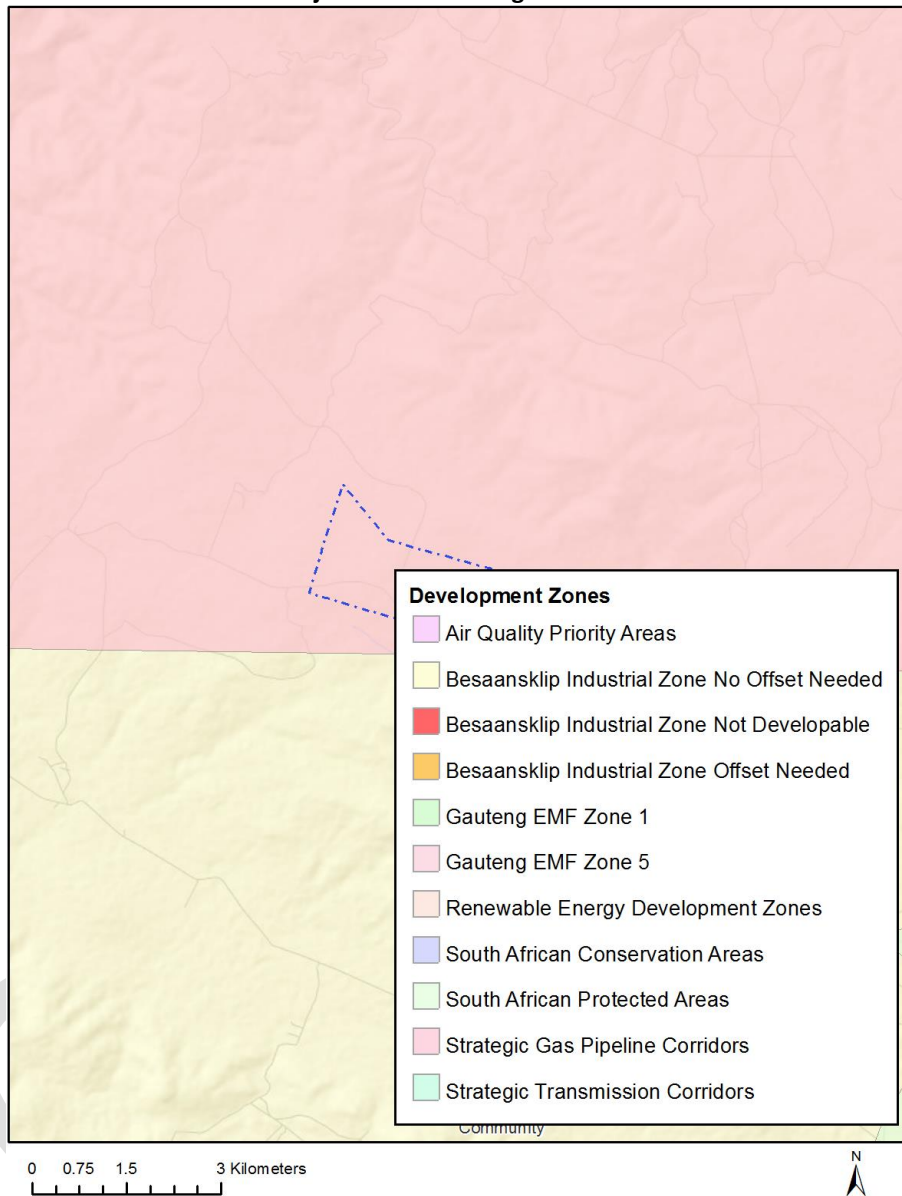 Development Zones
Air Quality Priority Areas
Besaansklip Industrial Zone No Offset Needed
Besaansklip Industrial Zone Not Developable
Besaansklip Industrial Zone Offset Needed
Gauteng EMF Zone 1
Gauteng EMF Zone 5
Renewable Energy Development Zones
South African Conservation Areas
South African Protected Areas
Strategic Gas Pipeline Corridors
Strategic Transmission Corridors
Community
0 0.75 1.5 3 Kilometers
N